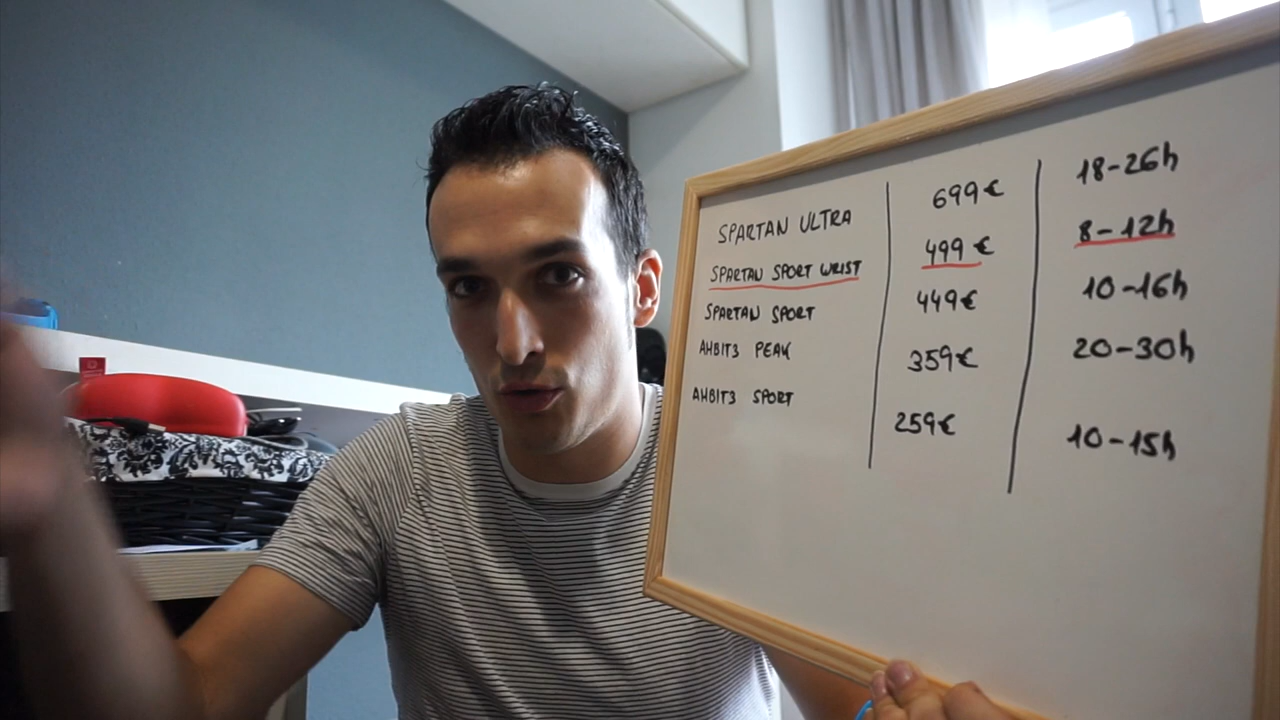 SPARTAN ULTRA 699€ 18-26h
SPARTAN SPORT WRIST 499€ 8-12h
SPARTAN SPORT 449€ 10-16h
AMBIT3 PEAK 359€ 20-30h
AMBIT3 SPORT 259€ 10-15h